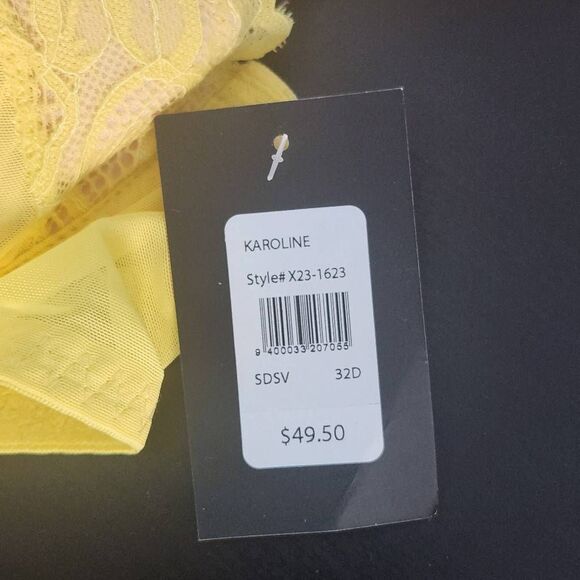 KAROLINE
Style# X23-1623
9 400033 207055
SDSV 32D
$49.50